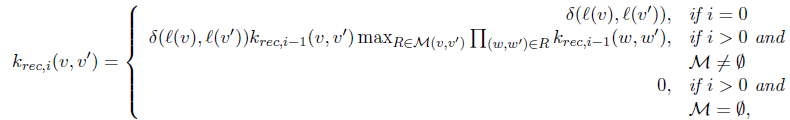 δ(ℓ(v), ℓ(v′)), if i = 0
k_{rec,i}(v, v′) = { δ(ℓ(v), ℓ(v′))k_{rec,i−1}(v, v′) max_{R∈ℳ(v,v′)} ∏_{(w,w′)∈R} k_{rec,i−1}(w, w′), if i > 0 and
ℳ ≠ ∅
0, if i > 0 and
ℳ = ∅,